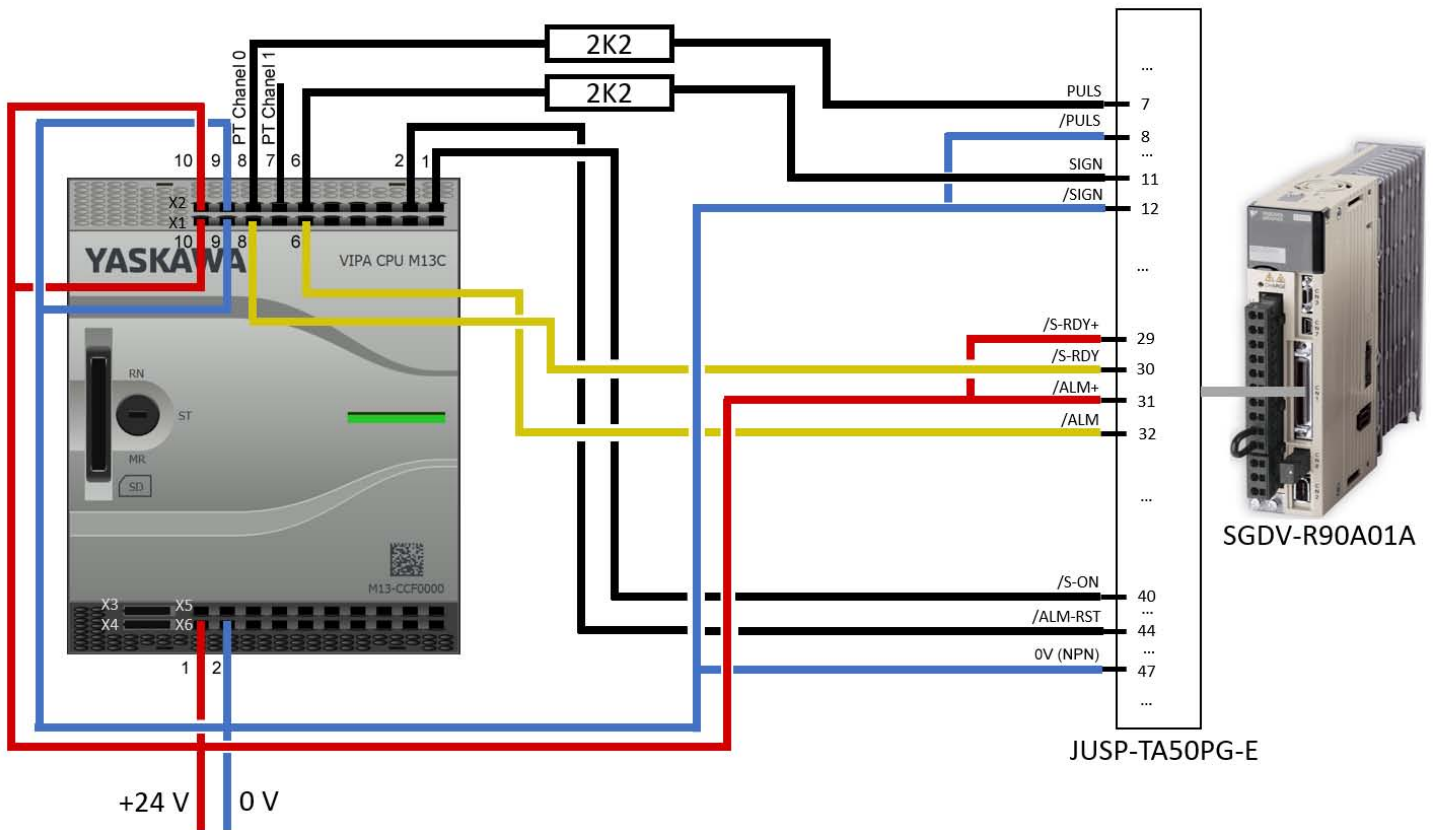 2K2
2K2
PT Channel 0
PT Channel 1
10 9 8 7 6 2 1
X2
X1
10 9 8 6
YASKAWA
VIPA CPU M13C
RN
ST
MR
SD
M13-CCF0000
X3 X5
X4 X6
1 2
+24 V
0 V
...
PULS 7
/PULS 8
...
SIGN 11
/SIGN 12
...
/S-RDY+ 29
/S-RDY 30
/ALM+ 31
/ALM 32
...
/S-ON 40
...
/ALM-RST 44
...
0V (NPN) 47
...
JUSP-TA50PG-E
CHARGE
SGDV-R90A01A